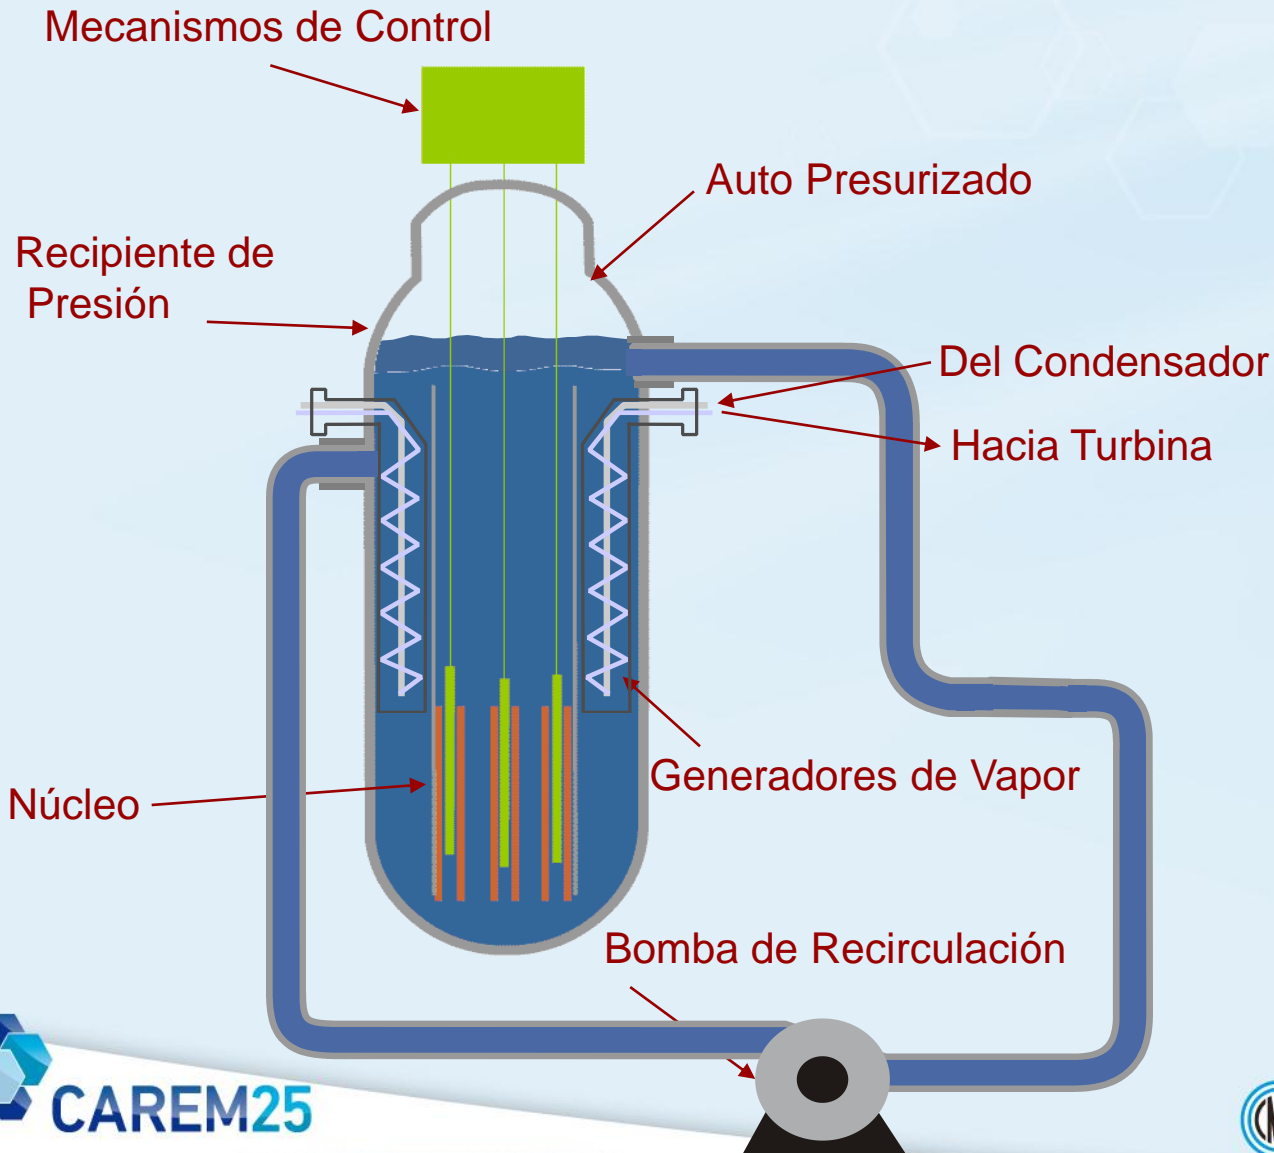 Mecanismos de Control
Auto Presurizado
Recipiente de
Presión
Del Condensador
Hacia Turbina
Generadores de Vapor
Núcleo
Bomba de Recirculación
CAREM25